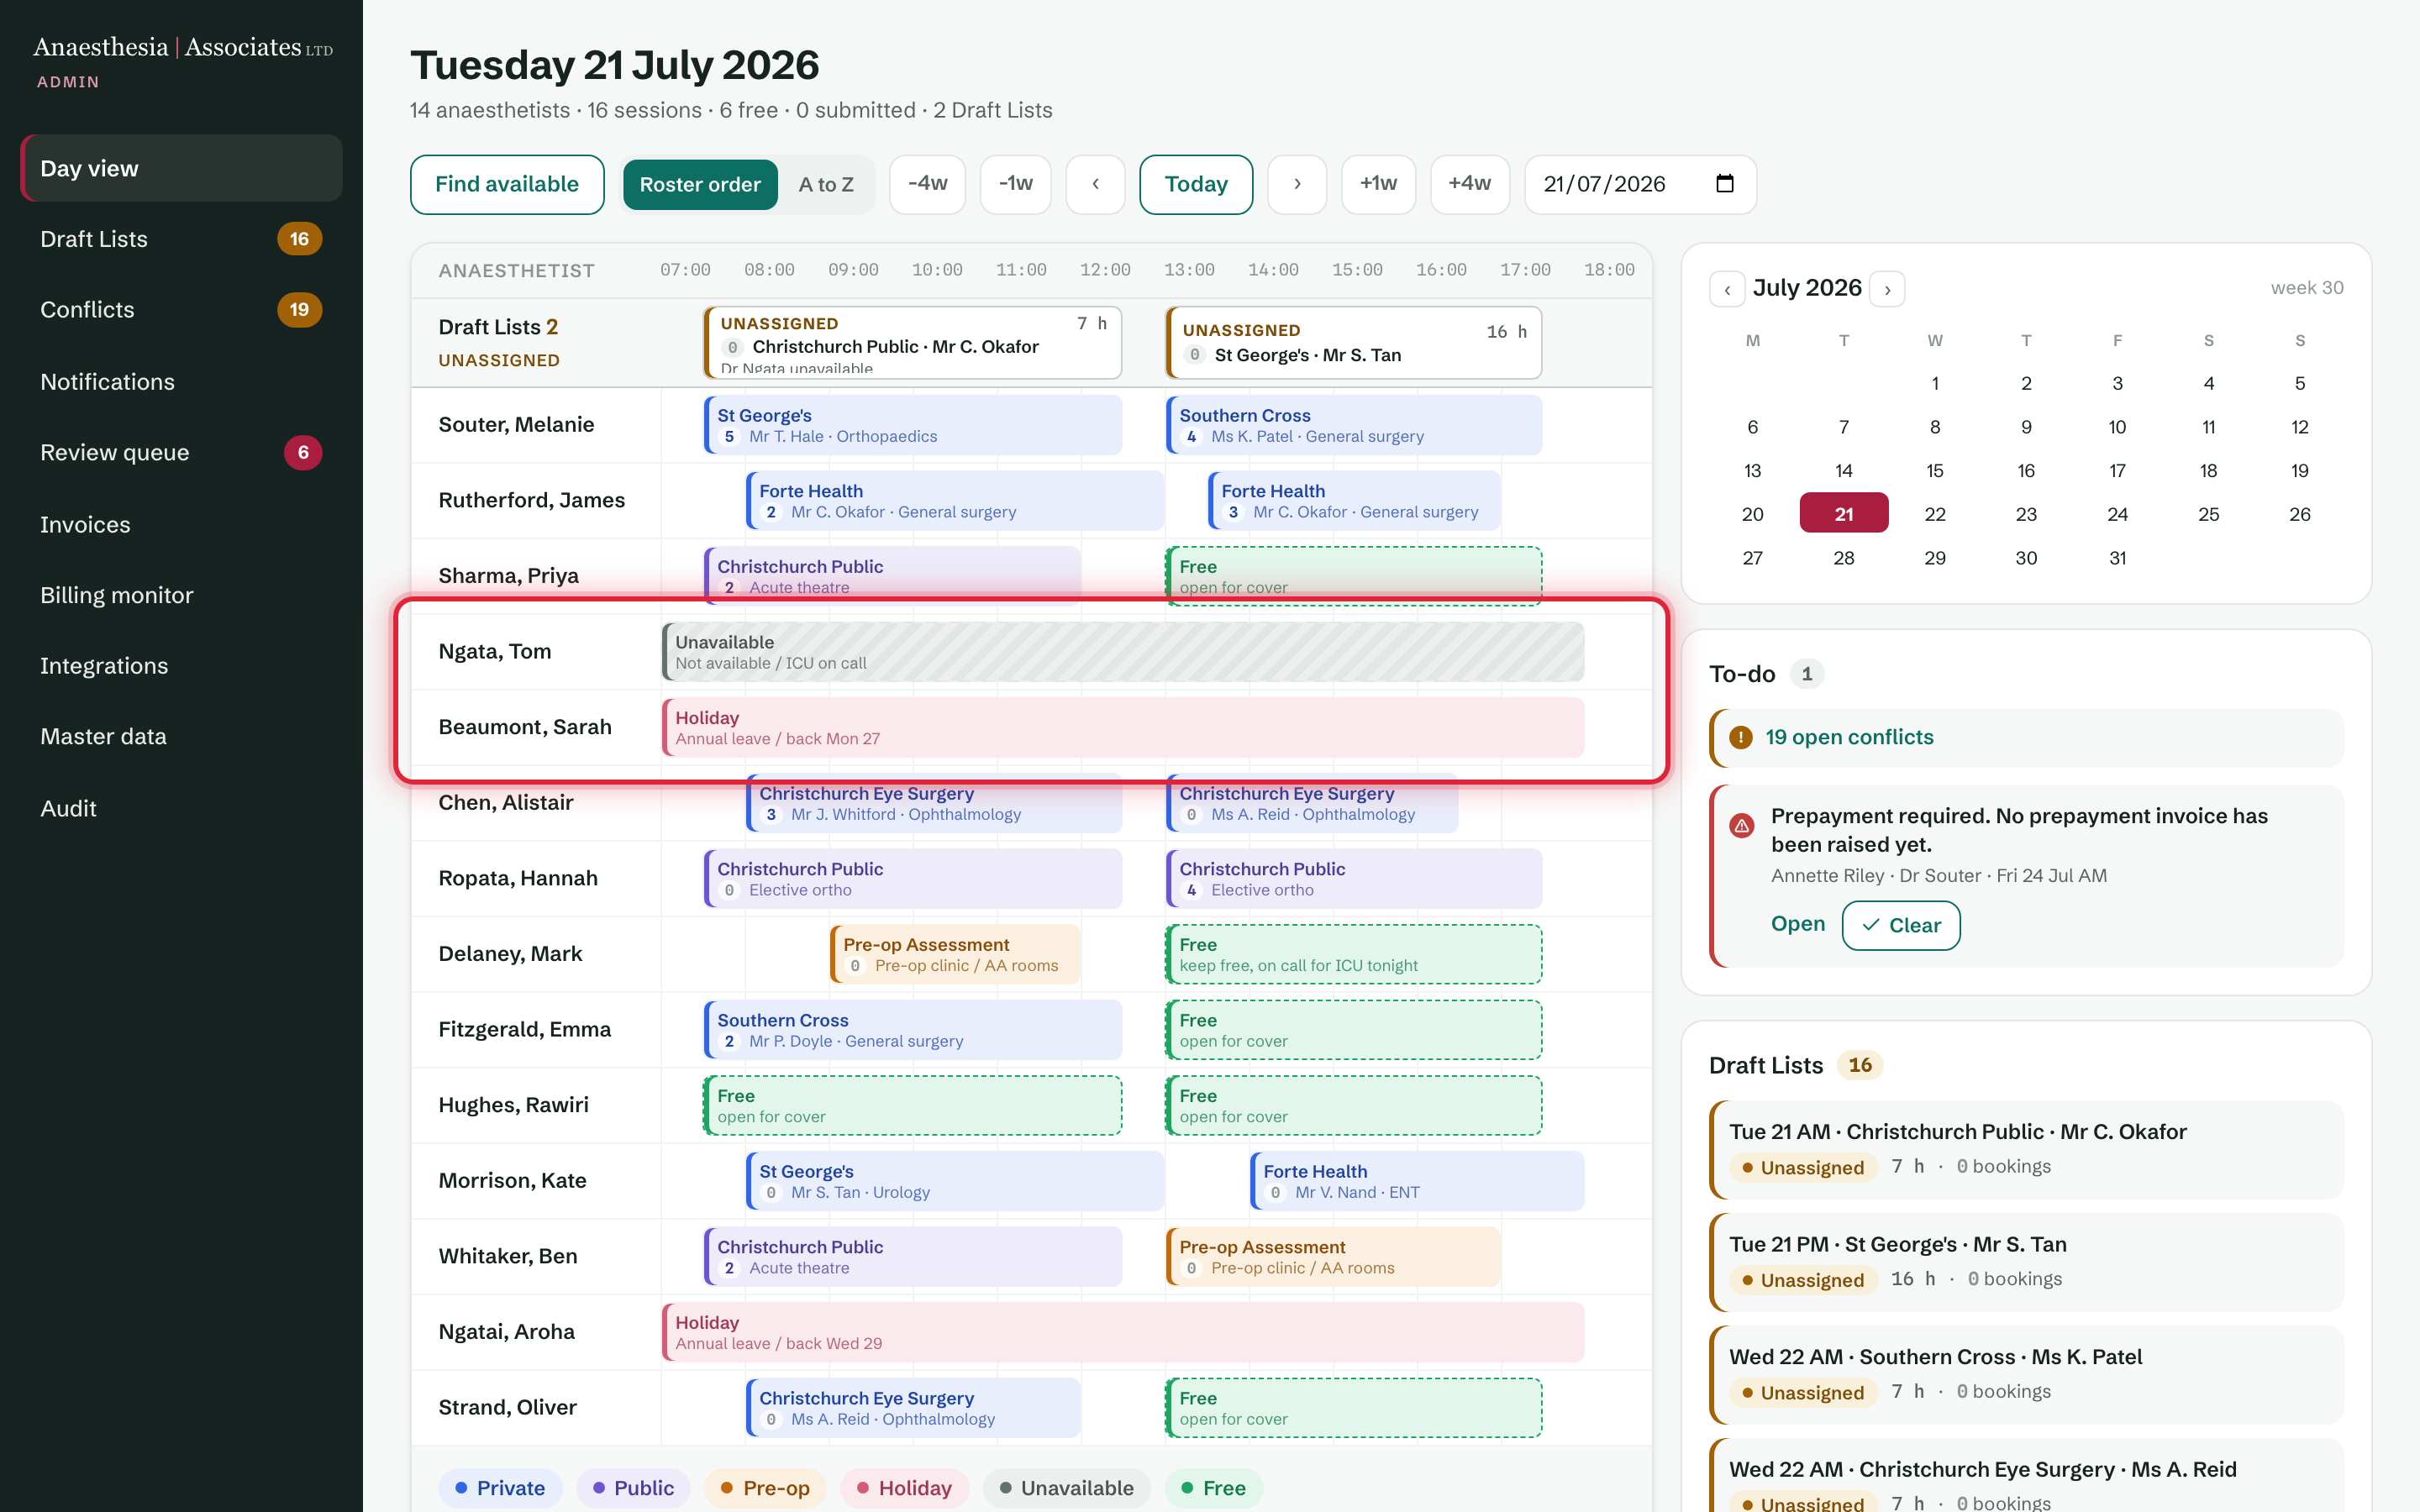 Anaesthesia | Associates LTD
ADMIN
Day view
Draft Lists 16
Conflicts 19
Notifications
Review queue 6
Invoices
Billing monitor
Integrations
Master data
Audit
Tuesday 21 July 2026
14 anaesthetists · 16 sessions · 6 free · 0 submitted · 2 Draft Lists
Find available Roster order A to Z -4w -1w ‹ Today › +1w +4w 21/07/2026
ANAESTHETIST 07:00 08:00 09:00 10:00 11:00 12:00 13:00 14:00 15:00 16:00 17:00 18:00
Draft Lists 2
UNASSIGNED
UNASSIGNED 7 h
0 Christchurch Public · Mr C. Okafor
Dr Ngata unavailable
UNASSIGNED 16 h
0 St George's · Mr S. Tan
Souter, Melanie
St George's
5 Mr T. Hale · Orthopaedics
Southern Cross
4 Ms K. Patel · General surgery
Rutherford, James
Forte Health
2 Mr C. Okafor · General surgery
Forte Health
3 Mr C. Okafor · General surgery
Sharma, Priya
Christchurch Public
2 Acute theatre
Free
open for cover
Ngata, Tom
Unavailable
Not available / ICU on call
Beaumont, Sarah
Holiday
Annual leave / back Mon 27
Chen, Alistair
Christchurch Eye Surgery
3 Mr J. Whitford · Ophthalmology
Christchurch Eye Surgery
0 Ms A. Reid · Ophthalmology
Ropata, Hannah
Christchurch Public
0 Elective ortho
Christchurch Public
4 Elective ortho
Delaney, Mark
Pre-op Assessment
0 Pre-op clinic / AA rooms
Free
keep free, on call for ICU tonight
Fitzgerald, Emma
Southern Cross
2 Mr P. Doyle · General surgery
Free
open for cover
Hughes, Rawiri
Free
open for cover
Free
open for cover
Morrison, Kate
St George's
0 Mr S. Tan · Urology
Forte Health
0 Mr V. Nand · ENT
Whitaker, Ben
Christchurch Public
2 Acute theatre
Pre-op Assessment
0 Pre-op clinic / AA rooms
Ngatai, Aroha
Holiday
Annual leave / back Wed 29
Strand, Oliver
Christchurch Eye Surgery
0 Ms A. Reid · Ophthalmology
Free
open for cover
Private Public Pre-op Holiday Unavailable Free
‹ July 2026 › week 30
M T W T F S S
1 2 3 4 5
6 7 8 9 10 11 12
13 14 15 16 17 18 19
20 21 22 23 24 25 26
27 28 29 30 31
To-do 1
19 open conflicts
Prepayment required. No prepayment invoice has
been raised yet.
Annette Riley · Dr Souter · Fri 24 Jul AM
Open Clear
Draft Lists 16
Tue 21 AM · Christchurch Public · Mr C. Okafor
Unassigned 7 h · 0 bookings
Tue 21 PM · St George's · Mr S. Tan
Unassigned 16 h · 0 bookings
Wed 22 AM · Southern Cross · Ms K. Patel
Unassigned 7 h · 0 bookings
Wed 22 AM · Christchurch Eye Surgery · Ms A. Reid
Unassigned 7 h · 0 bookings